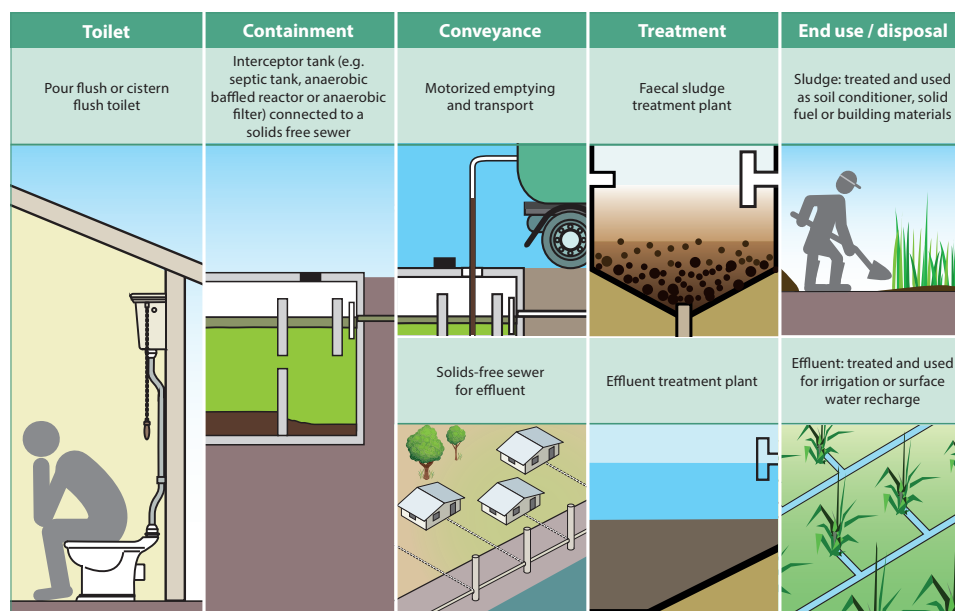 Toilet
Containment
Conveyance
Treatment
End use / disposal
Pour flush or cistern
flush toilet
Interceptor tank (e.g.
septic tank, anaerobic
baffled reactor or anaerobic
filter) connected to a
solids free sewer
Motorized emptying
and transport
Faecal sludge
treatment plant
Sludge: treated and used
as soil conditioner, solid
fuel or building materials
Solids-free sewer
for effluent
Effluent treatment plant
Effluent: treated and used
for irrigation or surface
water recharge